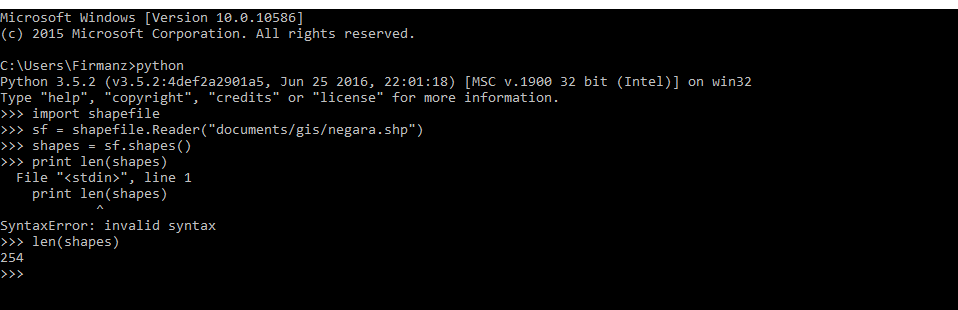 Microsoft Windows [Version 10.0.10586]
(c) 2015 Microsoft Corporation. All rights reserved.
C:\Users\Firmanz>python
Python 3.5.2 (v3.5.2:4def2a2901a5, Jun 25 2016, 22:01:18) [MSC v.1900 32 bit (Intel)] on win32
Type "help", "copyright", "credits" or "license" for more information.
>>> import shapefile
>>> sf = shapefile.Reader("documents/gis/negara.shp")
>>> shapes = sf.shapes()
>>> print len(shapes)
  File "<stdin>", line 1
    print len(shapes)
            ^
SyntaxError: invalid syntax
>>> len(shapes)
254
>>>